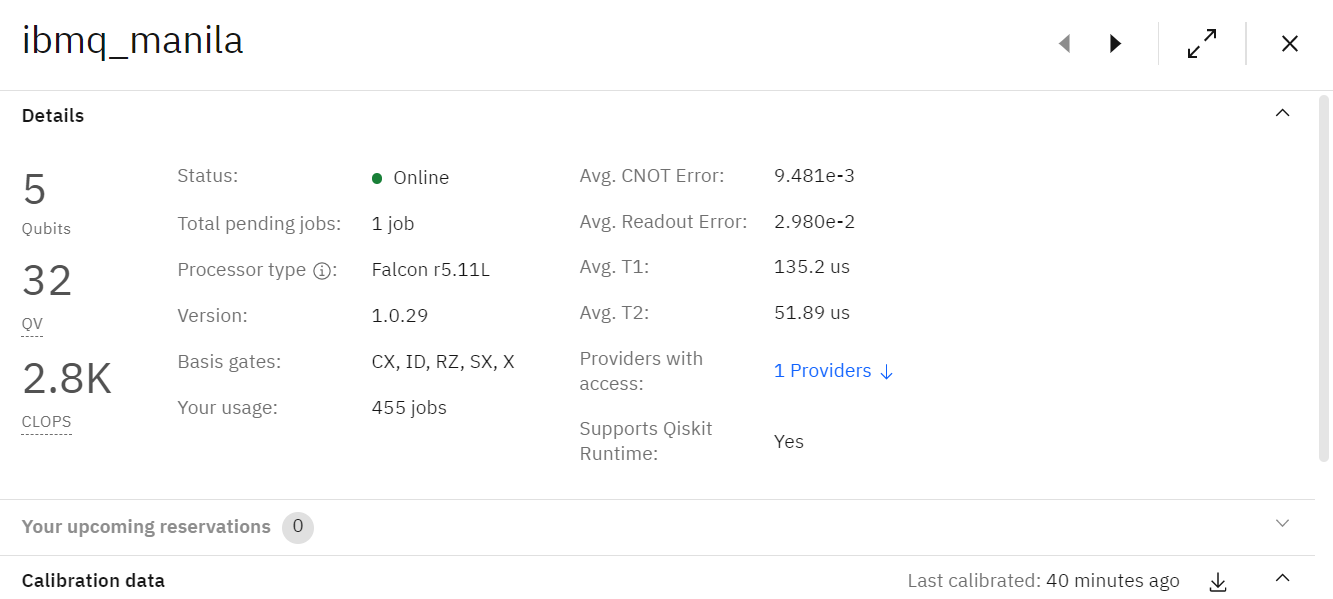 ibmq_manila
Details
5
Qubits
32
QV
2.8K
CLOPS
Status: Online
Total pending jobs: 1 job
Processor type ⓘ: Falcon r5.11L
Version: 1.0.29
Basis gates: CX, ID, RZ, SX, X
Your usage: 455 jobs
Avg. CNOT Error: 9.481e-3
Avg. Readout Error: 2.980e-2
Avg. T1: 135.2 us
Avg. T2: 51.89 us
Providers with
access: 1 Providers ↓
Supports Qiskit
Runtime: Yes
Your upcoming reservations 0
Calibration data
Last calibrated: 40 minutes ago